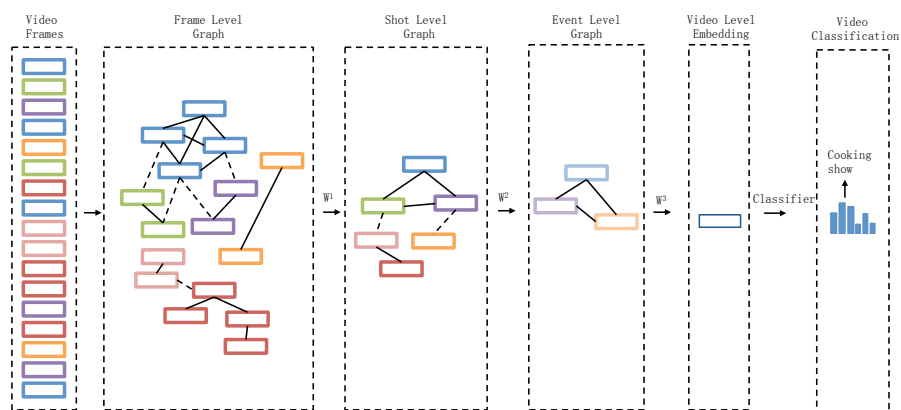 Video
Frames
Frame Level
Graph
Shot Level
Graph
Event Level
Graph
Video Level
Embedding
Video
Classification
W¹
W²
W³
Classifier
Cooking
show